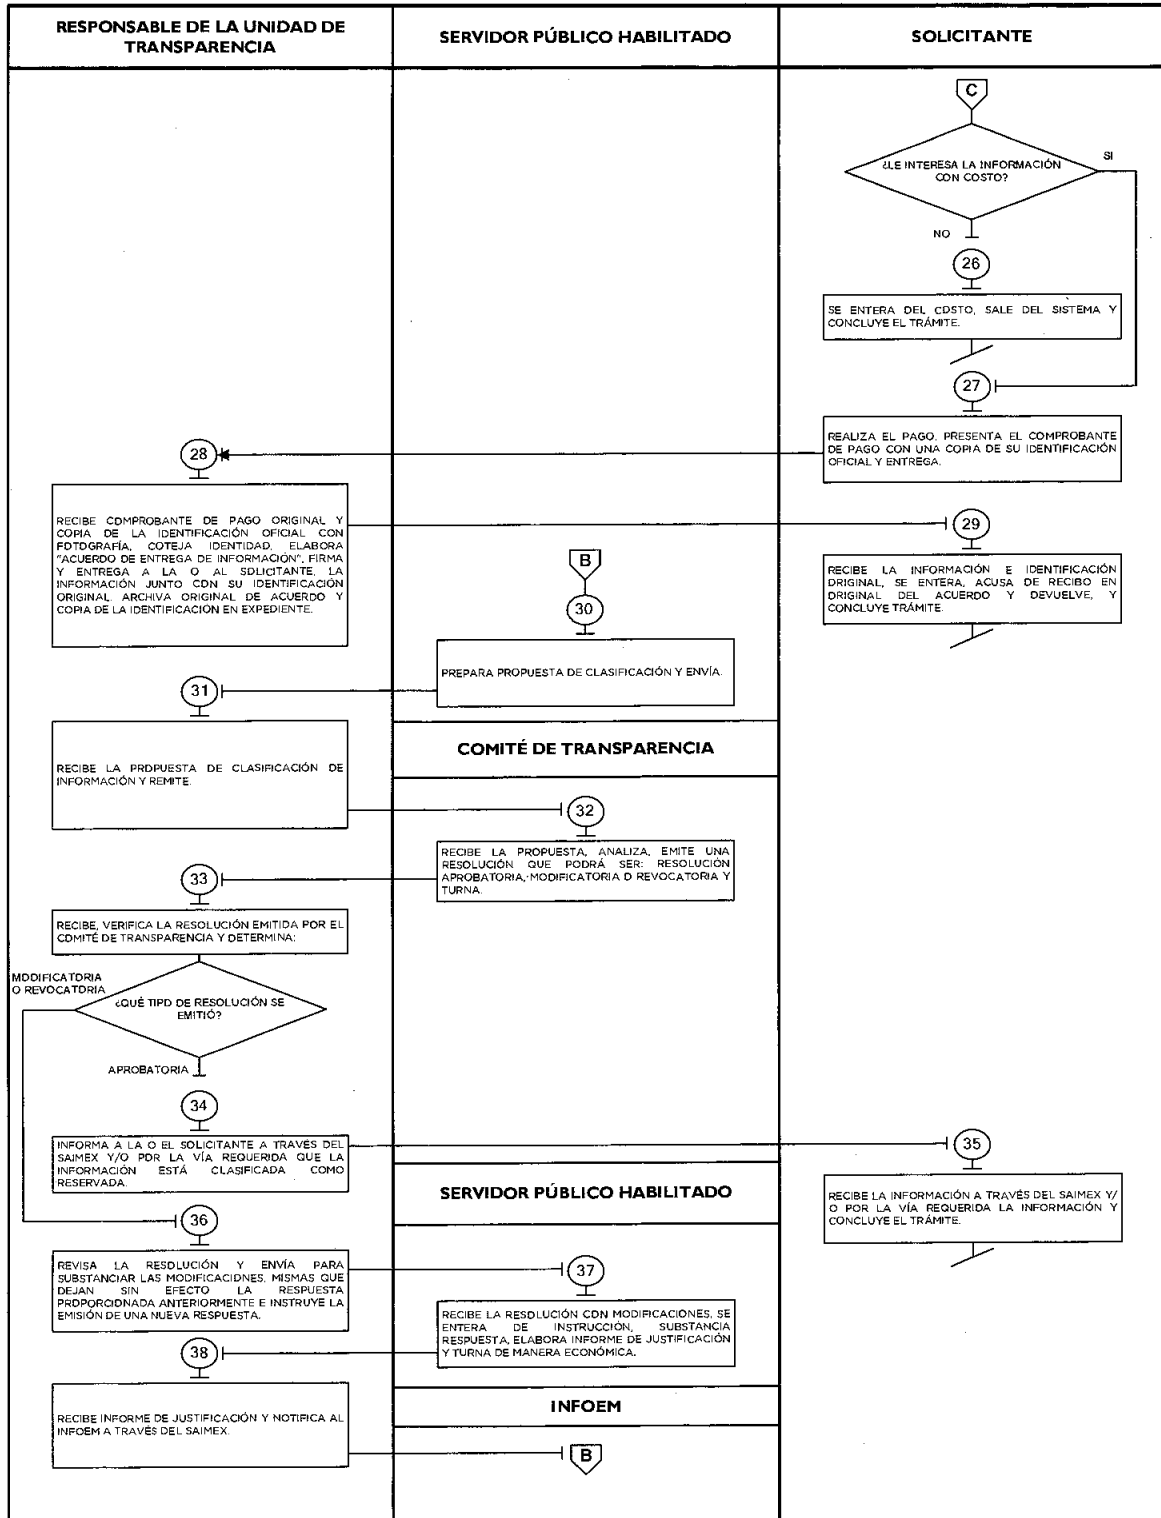 RESPONSABLE DE LA UNIDAD DE
TRANSPARENCIA
SERVIDOR PÚBLICO HABILITADO
SOLICITANTE
C
¿LE INTERESA LA INFORMACIÓN
CON COSTO?
SI
NO
26
SE ENTERA DEL COSTO, SALE DEL SISTEMA Y
CONCLUYE EL TRÁMITE.
27
REALIZA EL PAGO, PRESENTA EL COMPROBANTE
DE PAGO CON UNA COPIA DE SU IDENTIFICACIÓN
OFICIAL Y ENTREGA.
28
RECIBE COMPROBANTE DE PAGO ORIGINAL Y
COPIA DE LA IDENTIFICACIÓN OFICIAL CON
FOTOGRAFÍA, COTEJA IDENTIDAD, ELABORA
"ACUERDO DE ENTREGA DE INFORMACIÓN", FIRMA
Y ENTREGA A LA O AL SOLICITANTE, LA
INFORMACIÓN JUNTO CON SU IDENTIFICACIÓN
ORIGINAL. ARCHIVA ORIGINAL DE ACUERDO Y
COPIA DE LA IDENTIFICACIÓN EN EXPEDIENTE.
29
RECIBE LA INFORMACIÓN E IDENTIFICACIÓN
ORIGINAL, SE ENTERA, ACUSA DE RECIBO EN
ORIGINAL DEL ACUERDO Y DEVUELVE, Y
CONCLUYE TRÁMITE.
B
30
PREPARA PROPUESTA DE CLASIFICACIÓN Y ENVÍA.
31
RECIBE LA PROPUESTA DE CLASIFICACIÓN DE
INFORMACIÓN Y REMITE.
COMITÉ DE TRANSPARENCIA
32
RECIBE LA PROPUESTA, ANALIZA, EMITE UNA
RESOLUCIÓN QUE PODRÁ SER: RESOLUCIÓN
APROBATORIA, MODIFICATORIA O REVOCATORIA Y
TURNA.
33
RECIBE, VERIFICA LA RESOLUCIÓN EMITIDA POR EL
COMITÉ DE TRANSPARENCIA Y DETERMINA:
MODIFICATORIA
O REVOCATORIA
¿QUÉ TIPO DE RESOLUCIÓN SE
EMITIÓ?
APROBATORIA
34
INFORMA A LA O EL SOLICITANTE A TRAVÉS DEL
SAIMEX Y/O POR LA VÍA REQUERIDA QUE LA
INFORMACIÓN ESTÁ CLASIFICADA COMO
RESERVADA.
35
RECIBE LA INFORMACIÓN A TRAVÉS DEL SAIMEX Y/
O POR LA VÍA REQUERIDA LA INFORMACIÓN Y
CONCLUYE EL TRÁMITE.
SERVIDOR PÚBLICO HABILITADO
36
REVISA LA RESOLUCIÓN Y ENVÍA PARA
SUBSTANCIAR LAS MODIFICACIONES, MISMAS QUE
DEJAN SIN EFECTO LA RESPUESTA
PROPORCIONADA ANTERIORMENTE E INSTRUYE LA
EMISIÓN DE UNA NUEVA RESPUESTA.
37
RECIBE LA RESOLUCIÓN CON MODIFICACIONES, SE
ENTERA DE INSTRUCCIÓN, SUBSTANCIA
RESPUESTA, ELABORA INFORME DE JUSTIFICACIÓN
Y TURNA DE MANERA ECONÓMICA.
38
RECIBE INFORME DE JUSTIFICACIÓN Y NOTIFICA AL
INFOEM A TRAVÉS DEL SAIMEX.
INFOEM
B